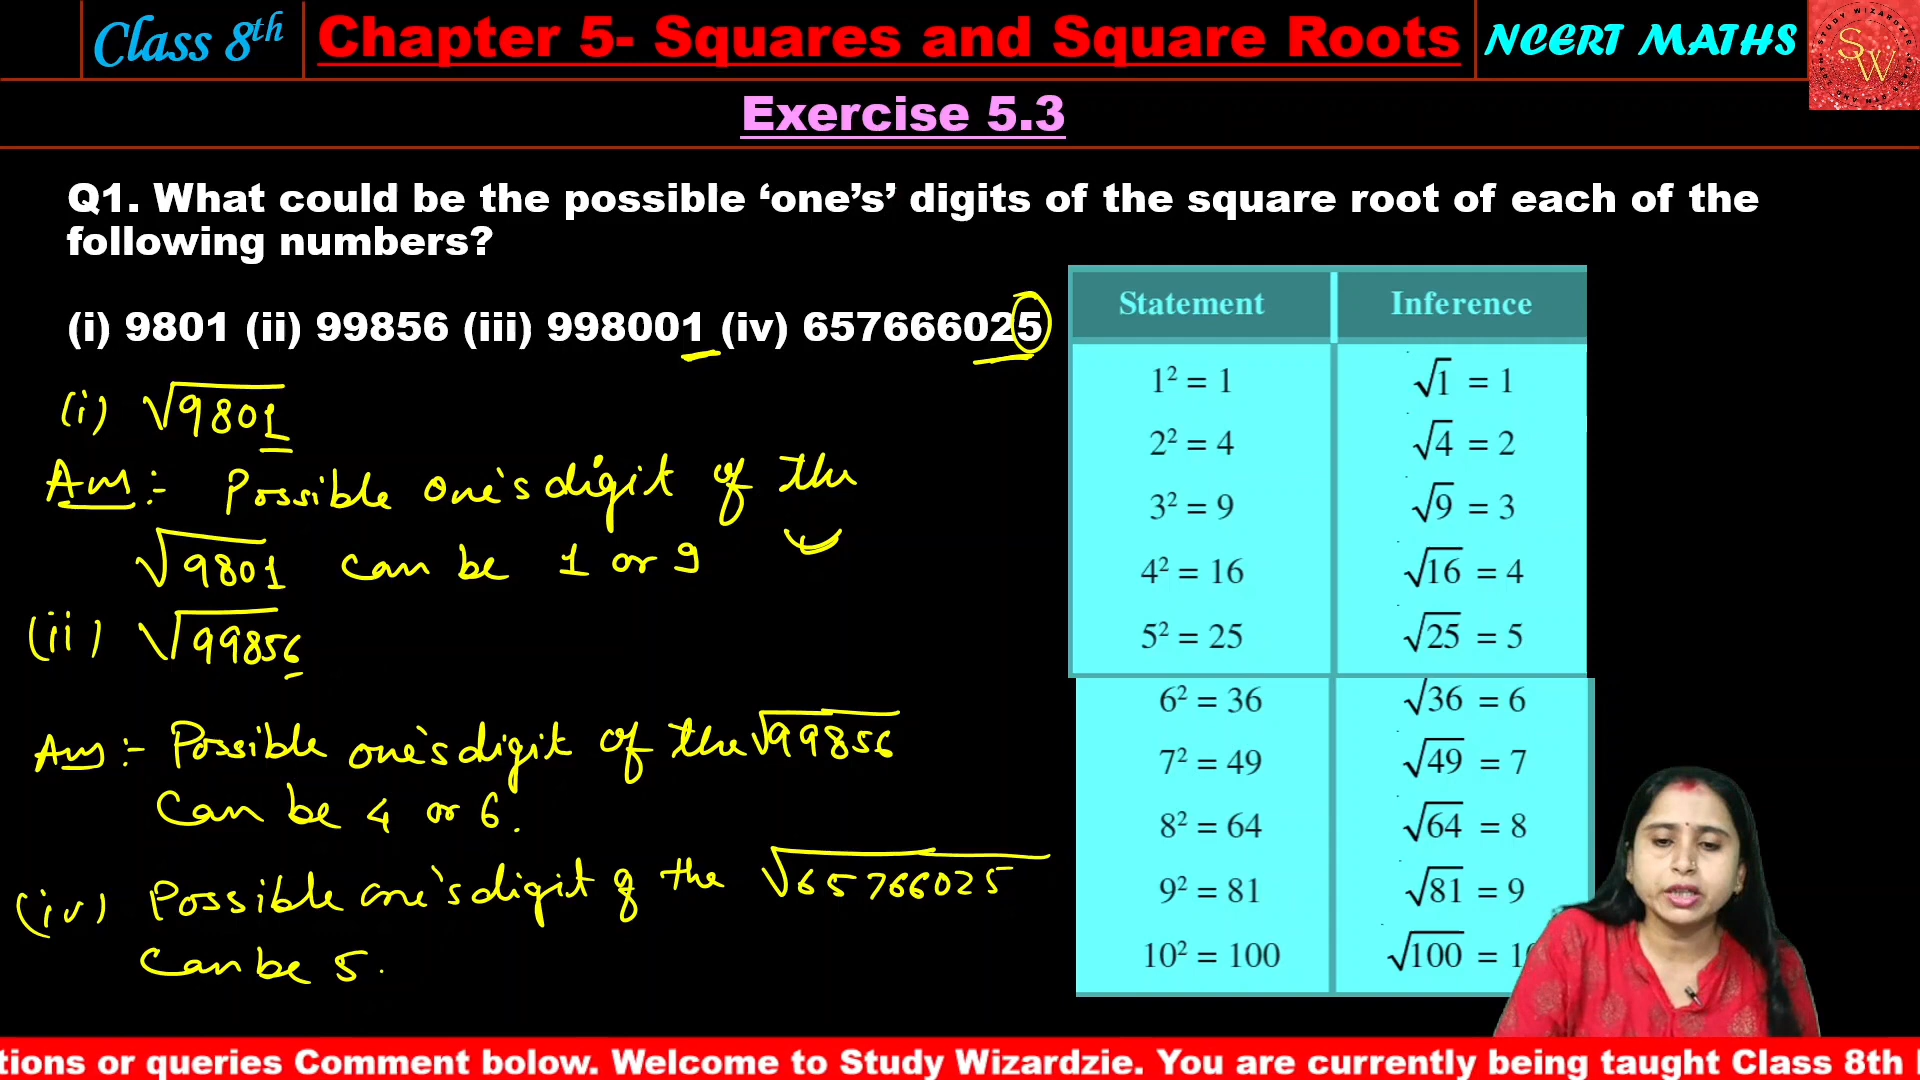 Class 8th
Chapter 5- Squares and Square Roots
NCERT MATHS
SW
Exercise 5.3
Q1. What could be the possible ‘one’s’ digits of the square root of each of the
following numbers?
(i) 9801 (ii) 99856 (iii) 998001 (iv) 657666025
(i) √9801
Ans :- Possible one's digit of the
√9801 can be 1 or 9
(ii) √99856
Ans :- Possible one's digit of the √99856
Can be 4 or 6.
(iv) Possible one's digit of the √65766025
Can be 5.
Statement Inference
1² = 1 √1 = 1
2² = 4 √4 = 2
3² = 9 √9 = 3
4² = 16 √16 = 4
5² = 25 √25 = 5
6² = 36 √36 = 6
7² = 49 √49 = 7
8² = 64 √64 = 8
9² = 81 √81 = 9
10² = 100 √100 = 1
tions or queries Comment bolow. Welcome to Study Wizardzie. You are currently being taught Class 8th